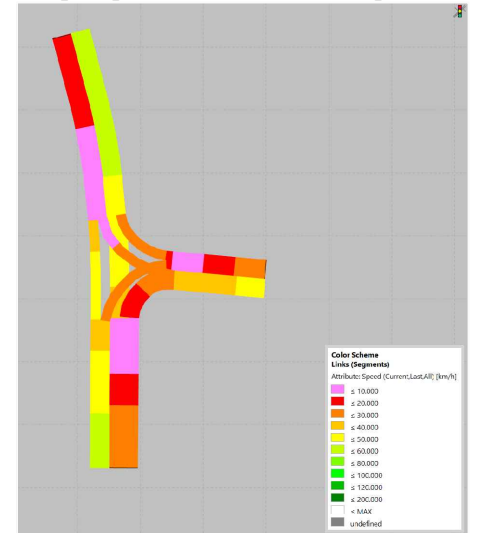 Color Scheme
Links (Segments)
Attribute: Speed (Current,Last,All) [km/h]
≤ 10.000
≤ 20.000
≤ 30.000
≤ 40.000
≤ 50.000
≤ 60.000
≤ 80.000
≤ 100.000
≤ 120.000
≤ 200.000
< MAX
undefined